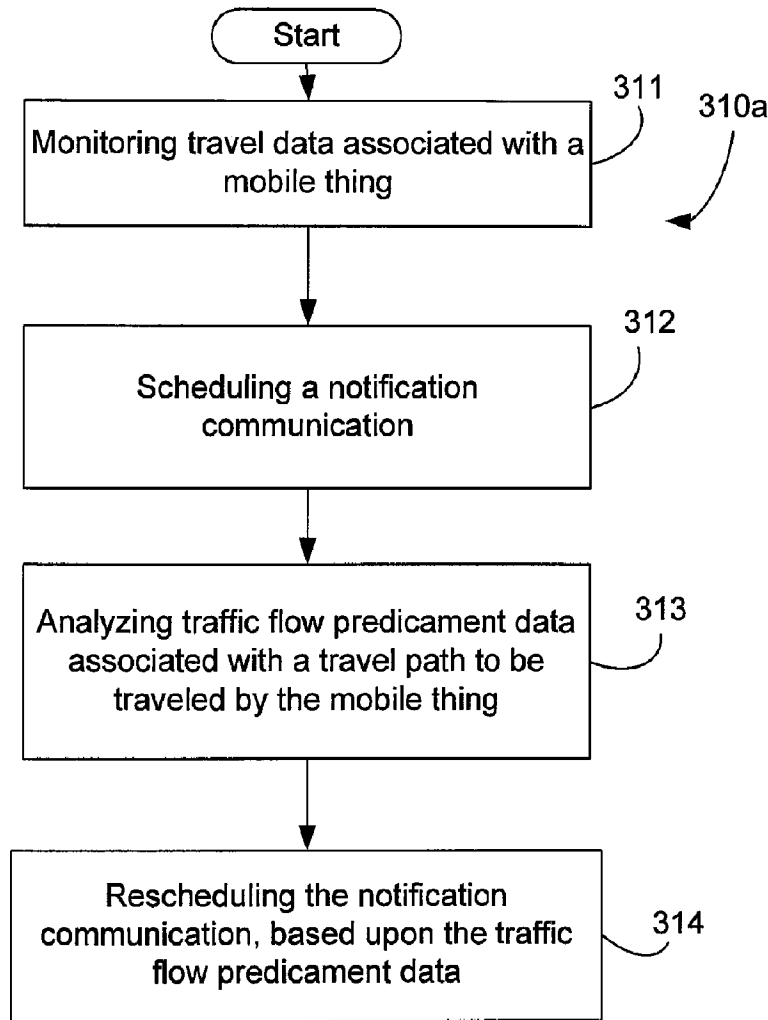 Start
311
310a
Monitoring travel data associated with a
mobile thing
312
Scheduling a notification
communication
313
Analyzing traffic flow predicament data
associated with a travel path to be
traveled by the mobile thing
Rescheduling the notification
communication, based upon the traffic
flow predicament data
314